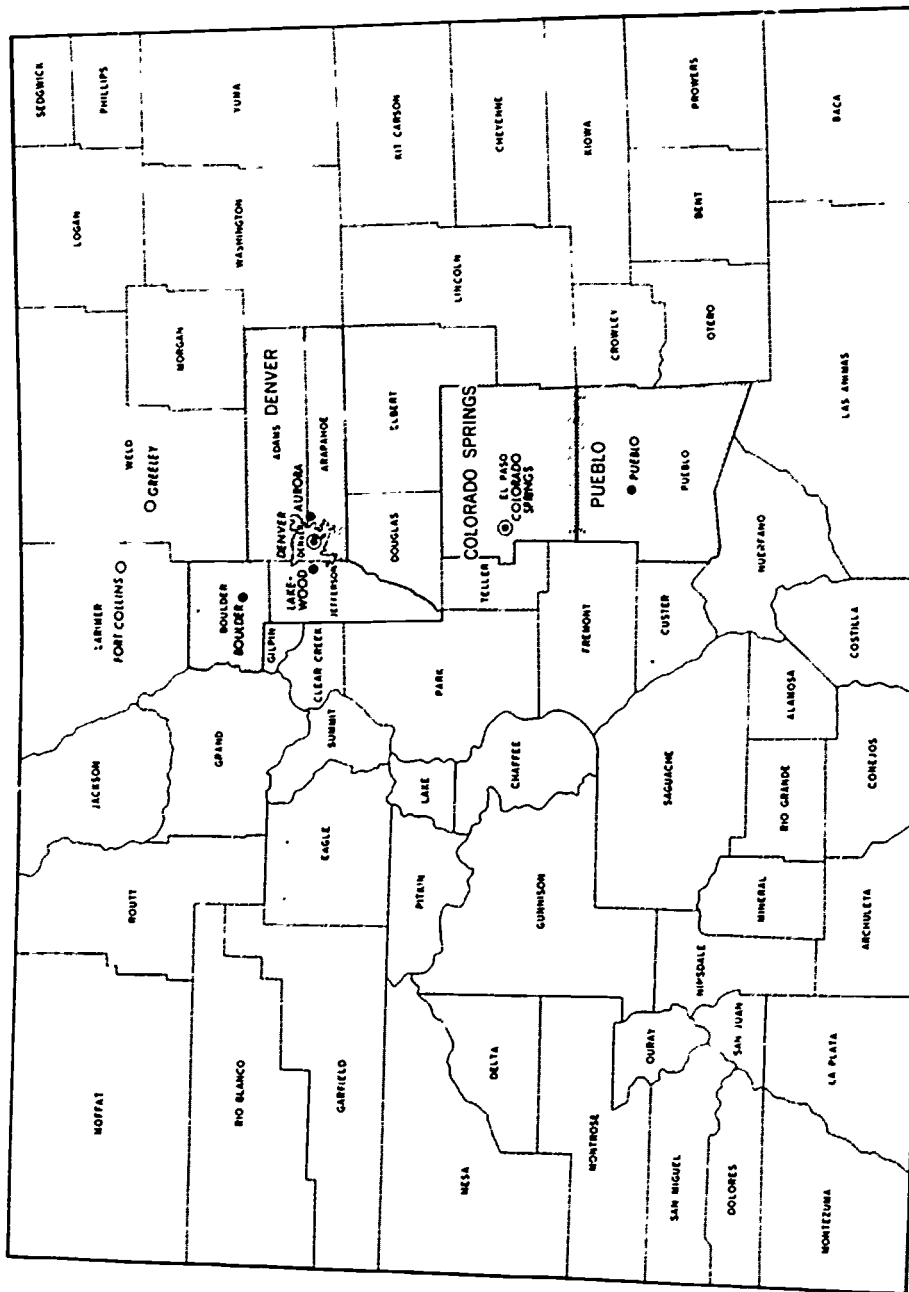 MOFFAT
ROUTT
JACKSON
LARIMER
FORT COLLINS
WELD
GREELEY
LOGAN
SEDGWICK
PHILLIPS
RIO BLANCO
GRAND
BOULDER
BOULDER
MORGAN
WASHINGTON
YUMA
GARFIELD
EAGLE
SUMMIT
GILPIN
CLEAR CREEK
LAKE-
WOOD
JEFFERSON
DENVER
DENVER
AURORA
ADAMS
DENVER
ARAPAHOE
MESA
PITKIN
LAKE
PARK
DOUGLAS
ELBERT
LINCOLN
KIT CARSON
DELTA
GUNNISON
CHAFFEE
TELLER
COLORADO SPRINGS
EL PASO
COLORADO
SPRINGS
CHEYENNE
MONTROSE
FREMONT
PUEBLO
PUEBLO
PUEBLO
CROWLEY
KIOWA
OURAY
SAN MIGUEL
HINSDALE
SAGUACHE
CUSTER
OTERO
BENT
PROWERS
DOLORES
SAN JUAN
MINERAL
RIO GRANDE
ALAMOSA
HUERFANO
MONTEZUMA
LA PLATA
ARCHULETA
CONEJOS
COSTILLA
LAS ANIMAS
BACA